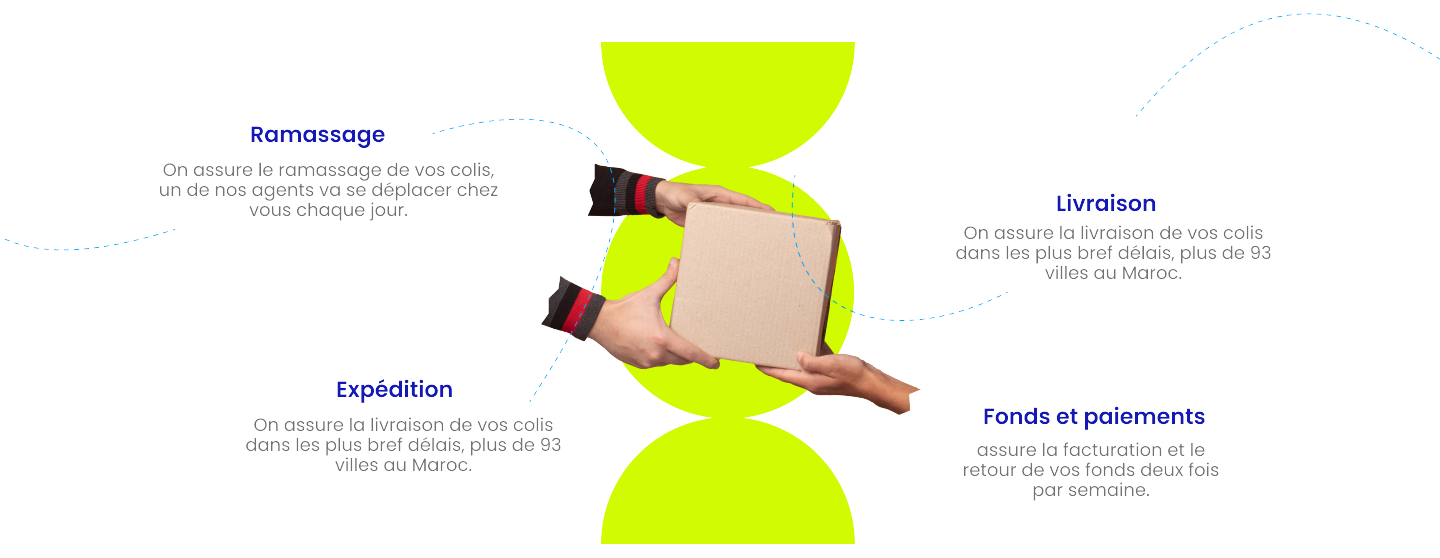 Ramassage
On assure le ramassage de vos colis,
un de nos agents va se déplacer chez
vous chaque jour.
Expédition
On assure la livraison de vos colis
dans les plus bref délais, plus de 93
villes au Maroc.
Livraison
On assure la livraison de vos colis
dans les plus bref délais, plus de 93
villes au Maroc.
Fonds et paiements
assure la facturation et le
retour de vos fonds deux fois
par semaine.